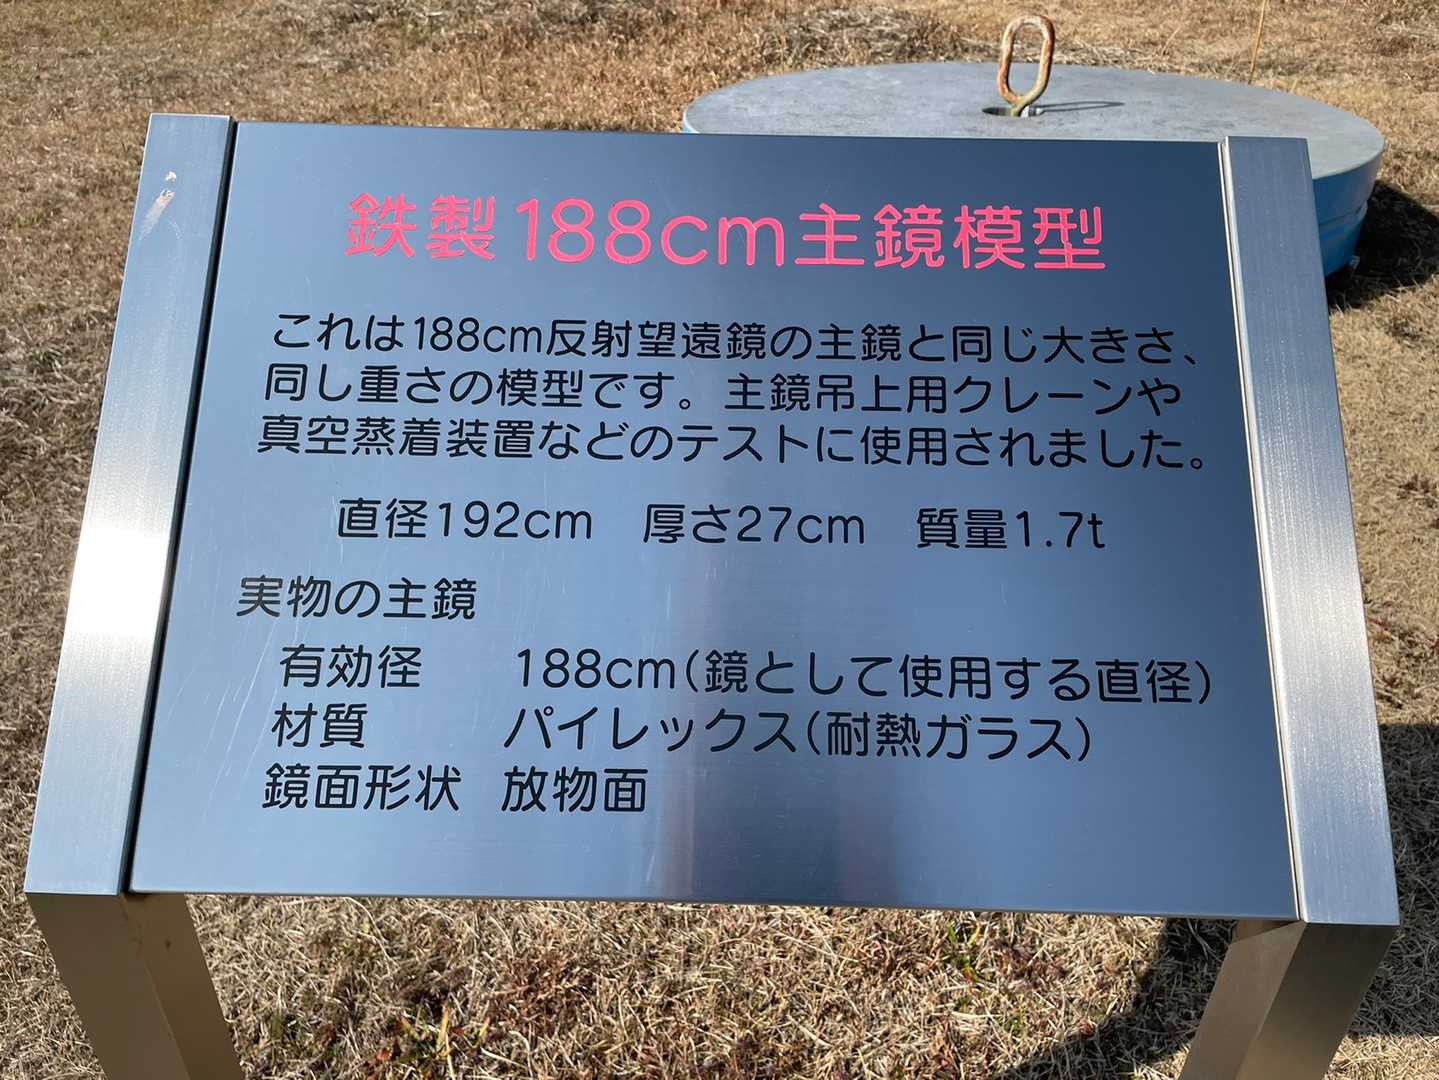 鉄製188cm主鏡模型
これは188cm反射望遠鏡の主鏡と同じ大きさ、
同し重さの模型です。主鏡吊上用クレーンや
真空蒸着装置などのテストに使用されました。
直径192cm 厚さ27cm 質量1.7t
実物の主鏡
有効径 188cm(鏡として使用する直径)
材質 パイレックス(耐熱ガラス)
鏡面形状 放物面